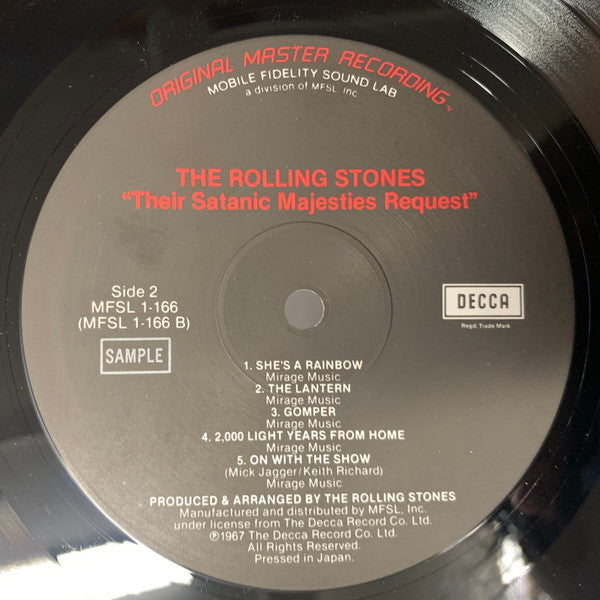 ORIGINAL MASTER RECORDING™
MOBILE FIDELITY SOUND LAB
a division of MFSL, Inc.
THE ROLLING STONES
"Their Satanic Majesties Request"
Side 2
MFSL 1-166
(MFSL 1-166 B)
SAMPLE
DECCA
Regd. Trade Mark
1. SHE'S A RAINBOW
Mirage Music
2. THE LANTERN
Mirage Music
3. GOMPER
Mirage Music
4. 2,000 LIGHT YEARS FROM HOME
Mirage Music
5. ON WITH THE SHOW
(Mick Jagger/Keith Richard)
Mirage Music
PRODUCED & ARRANGED BY THE ROLLING STONES
Manufactured and distributed by MFSL, Inc.
under license from The Decca Record Co. Ltd.
℗1967 The Decca Record Co. Ltd.
All Rights Reserved.
Pressed in Japan.